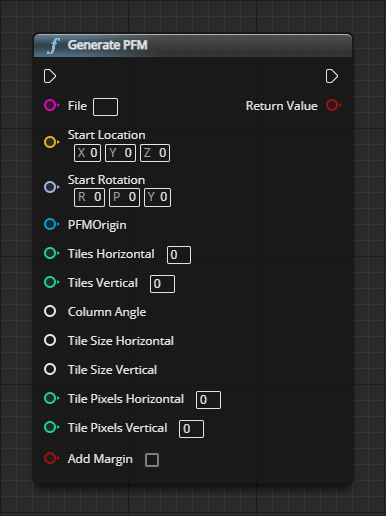 f Generate PFM
File Return Value
Start Location
X 0 Y 0 Z 0
Start Rotation
R 0 P 0 Y 0
PFMOrigin
Tiles Horizontal 0
Tiles Vertical 0
Column Angle
Tile Size Horizontal
Tile Size Vertical
Tile Pixels Horizontal 0
Tile Pixels Vertical 0
Add Margin